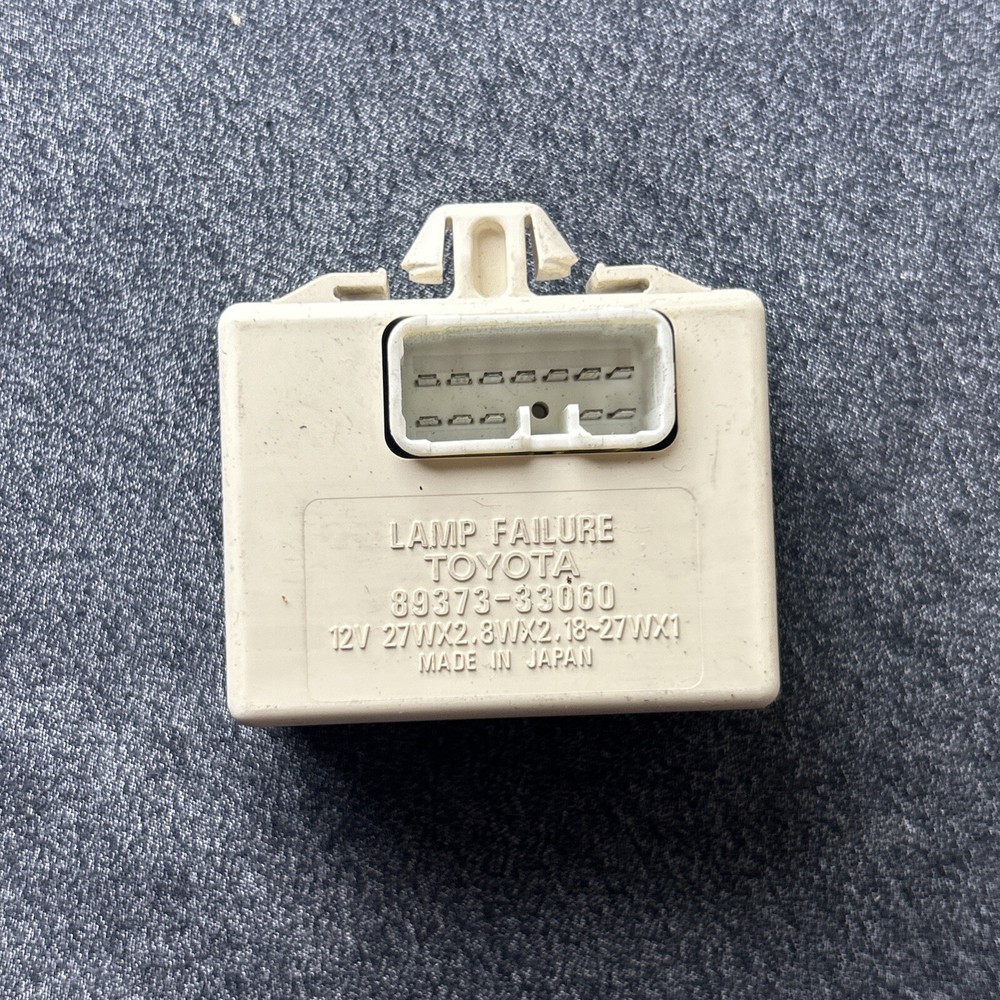 LAMP FAILURE
TOYOTA
89373-33060
12V 27WX2.8WX2.18~27WX1
MADE IN JAPAN